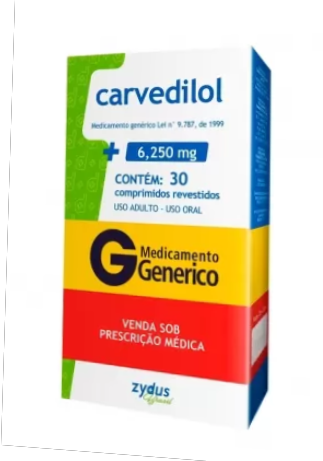 carvedilol
Medicamento genérico Lei n° 9.787, de 1999
+ 6,250 mg
CONTÉM: 30
comprimidos revestidos
USO ADULTO - USO ORAL
G Medicamento
Genérico
VENDA SOB
PRESCRIÇÃO MÉDICA
zydus